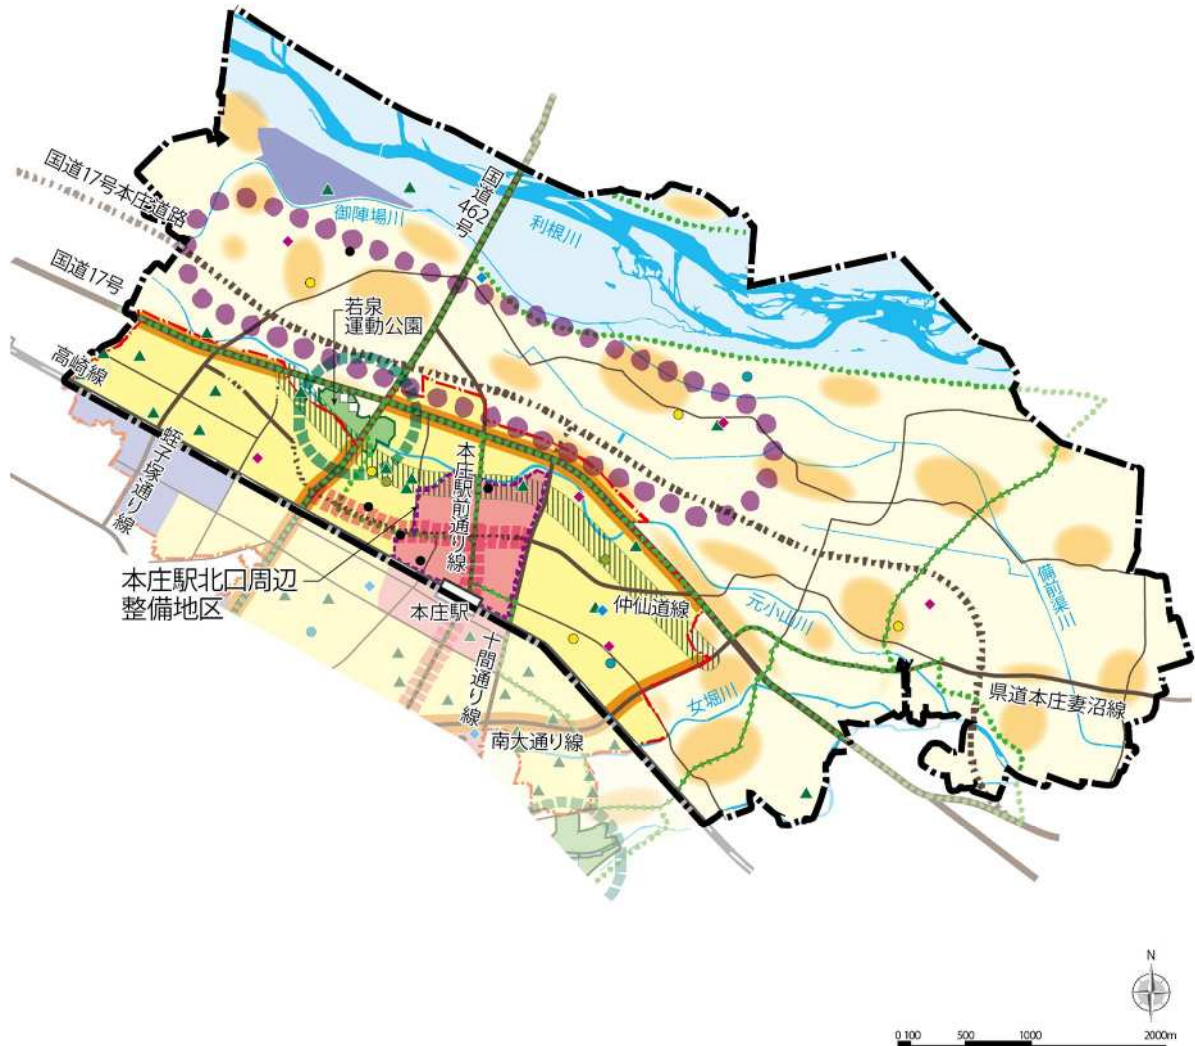 国道17号本庄道路
国道17号
高崎線
御陣場川
国道462号
利根川
若泉
運動公園
蛭子塚通り線
本庄駅前通り線
本庄駅北口周辺
整備地区
本庄駅
仲仙道線
元小山川
備前渠川
十間通り線
女堀川
県道本庄妻沼線
南大通り線
N
0 100 500 1000 2000m